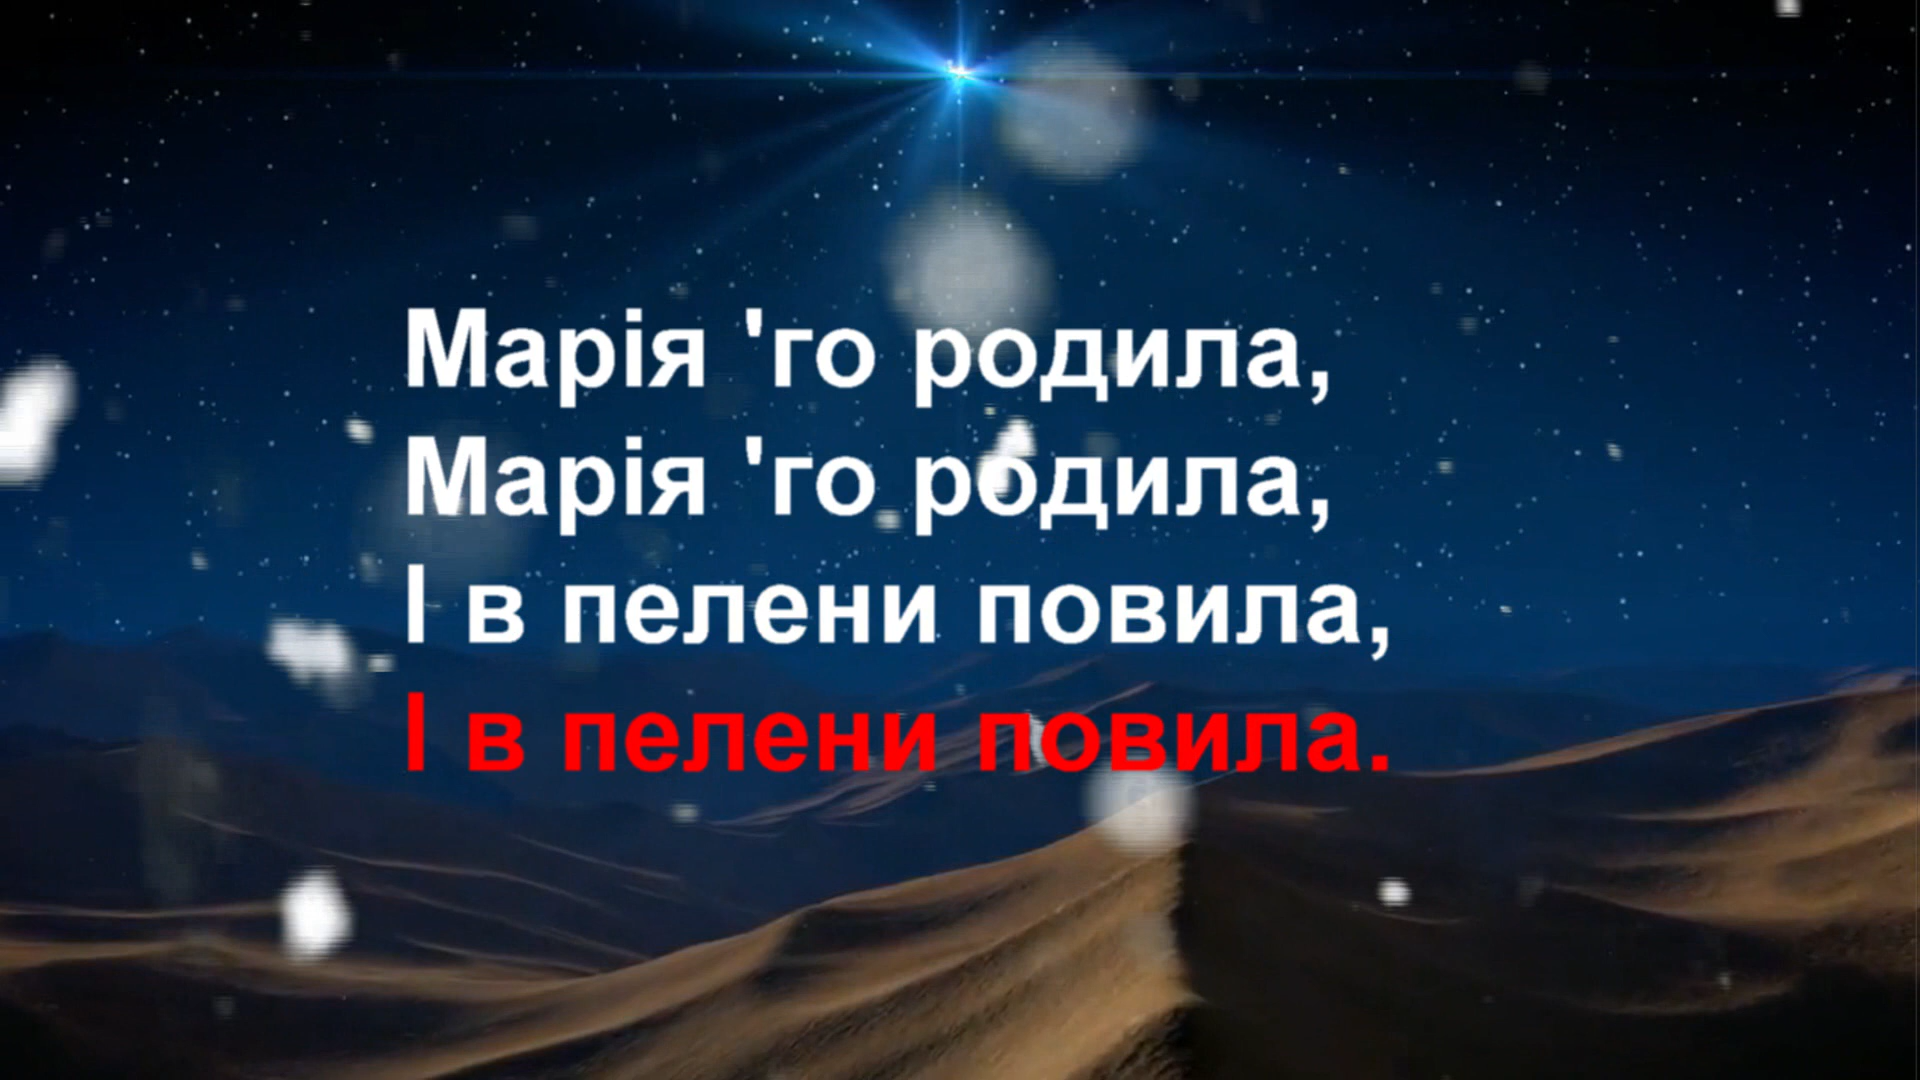 Марія 'го родила,
Марія 'го родила,
І в пелени повила,
І в пелени повила.